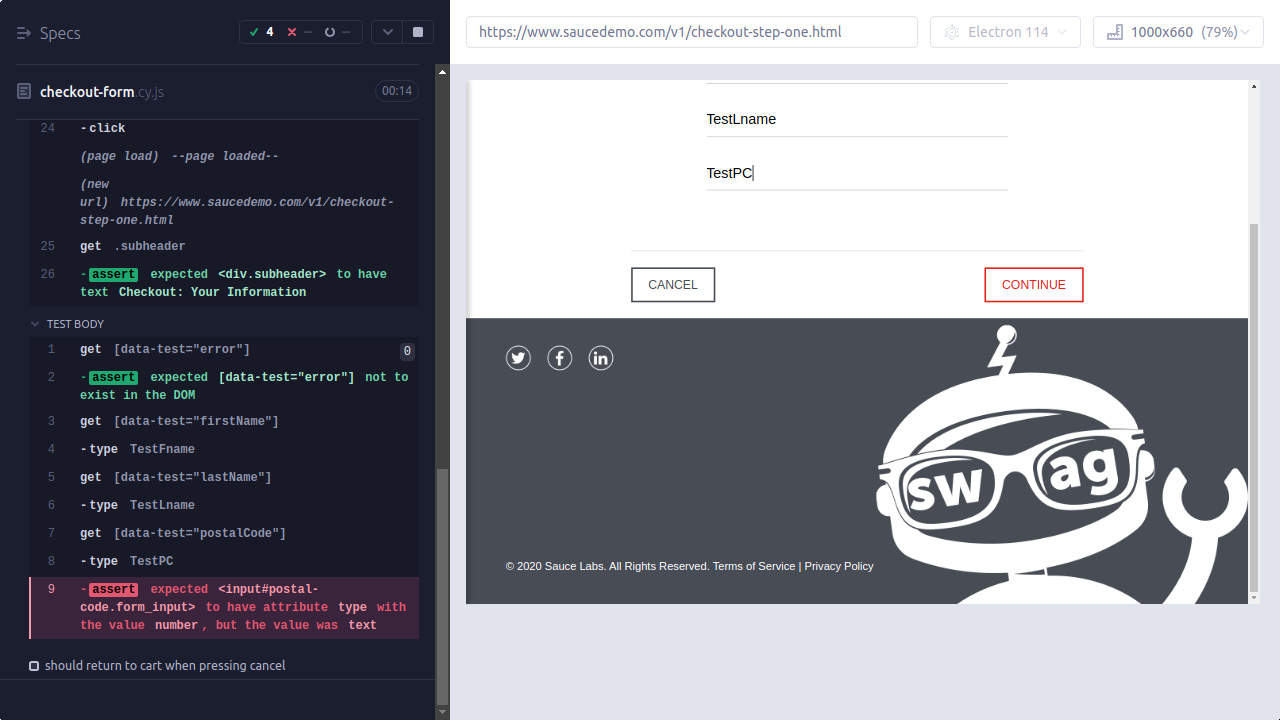 Specs
4 -- --
checkout-form.cy.js
00:14
24 -click
(page load) --page loaded--
(new
url) https://www.saucedemo.com/v1/checkout-
step-one.html
25 get .subheader
26 -assert expected <div.subheader> to have
text Checkout: Your Information
TEST BODY
1 get [data-test="error"] 0
2 -assert expected [data-test="error"] not to
exist in the DOM
3 get [data-test="firstName"]
4 -type TestFname
5 get [data-test="lastName"]
6 -type TestLname
7 get [data-test="postalCode"]
8 -type TestPC
9 -assert expected <input#postal-
code.form_input> to have attribute type with
the value number, but the value was text
should return to cart when pressing cancel
https://www.saucedemo.com/v1/checkout-step-one.html
Electron 114
1000x660 (79%)
TestLname
TestPC
CANCEL
CONTINUE
sw ag
© 2020 Sauce Labs. All Rights Reserved. Terms of Service | Privacy Policy